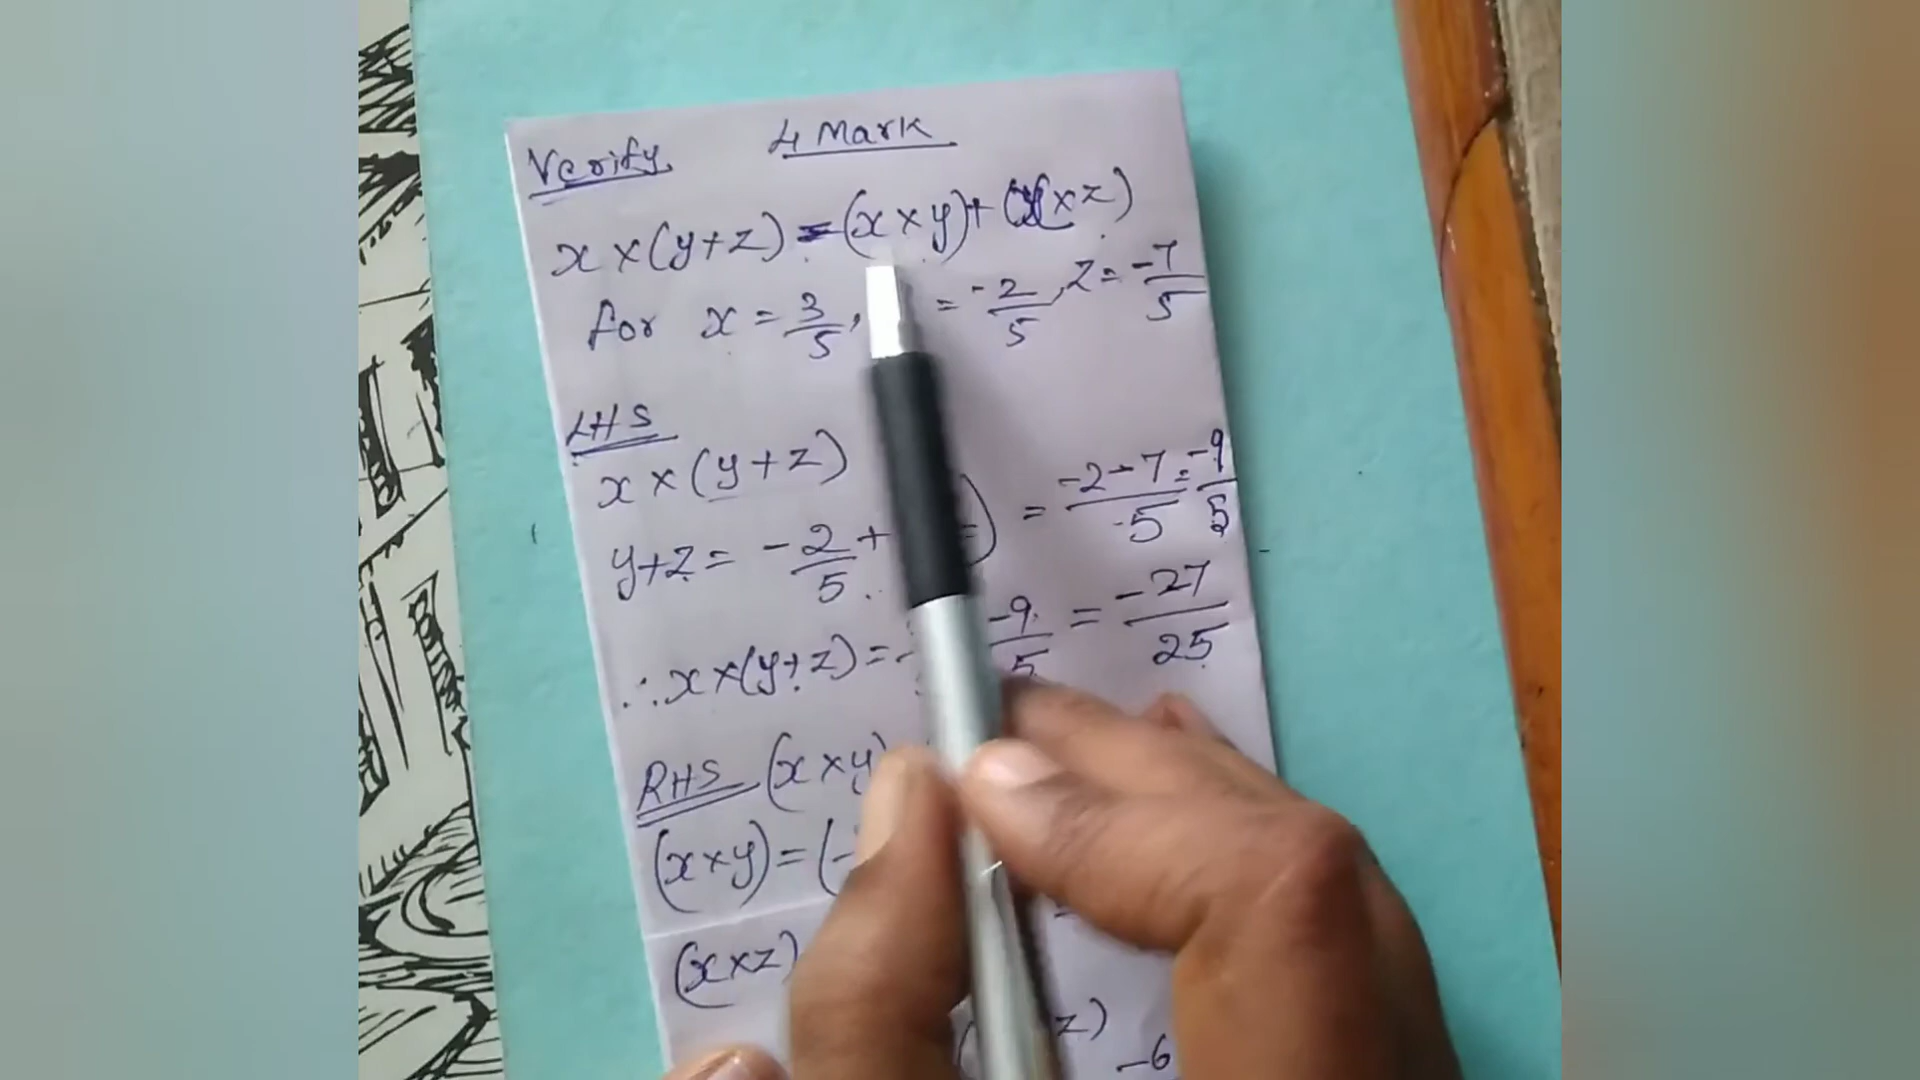 Verify 4 Mark
x × (y+z) = (x × y) + (x × z)
for x = 3/5, = -2/5, z = -7/5
LHS
x × (y+z)
y+z = -2/5 + ) = -2-7/5 = -9/5
∴ x × (y+z) = -9/5 = -27/25
RHS (x × y)
(x × y) = (-
(x × z)
z)
-6